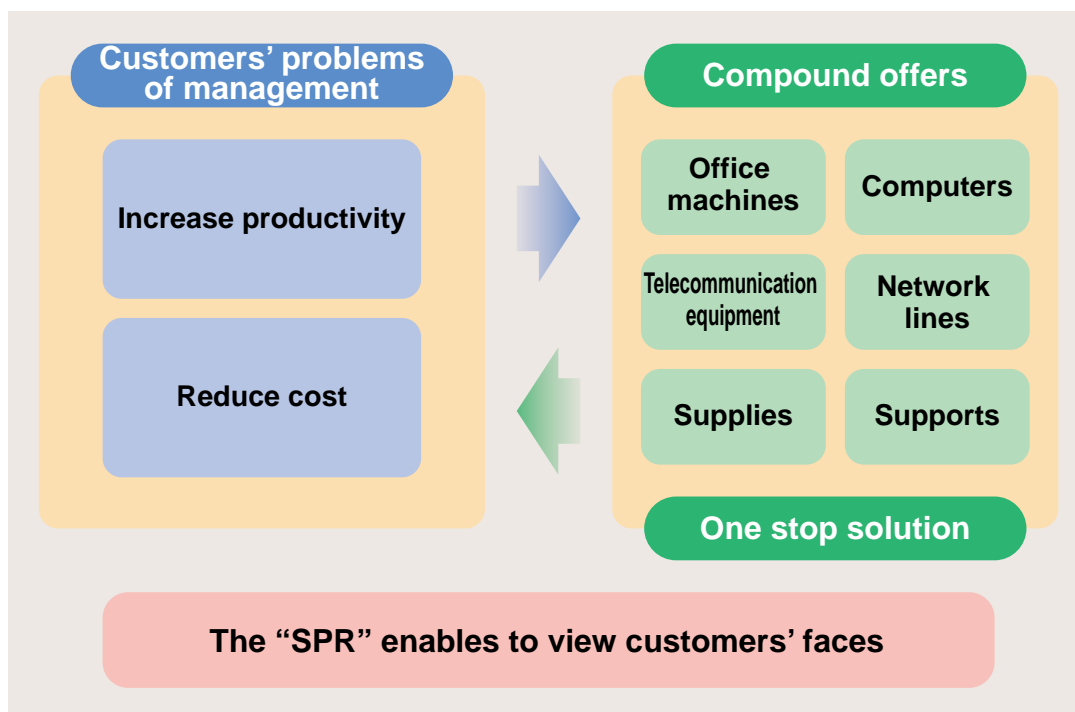 Customers’ problems
of management
Increase productivity
Reduce cost
Compound offers
Office
machines
Computers
Telecommunication
equipment
Network
lines
Supplies
Supports
One stop solution
The “SPR” enables to view customers’ faces